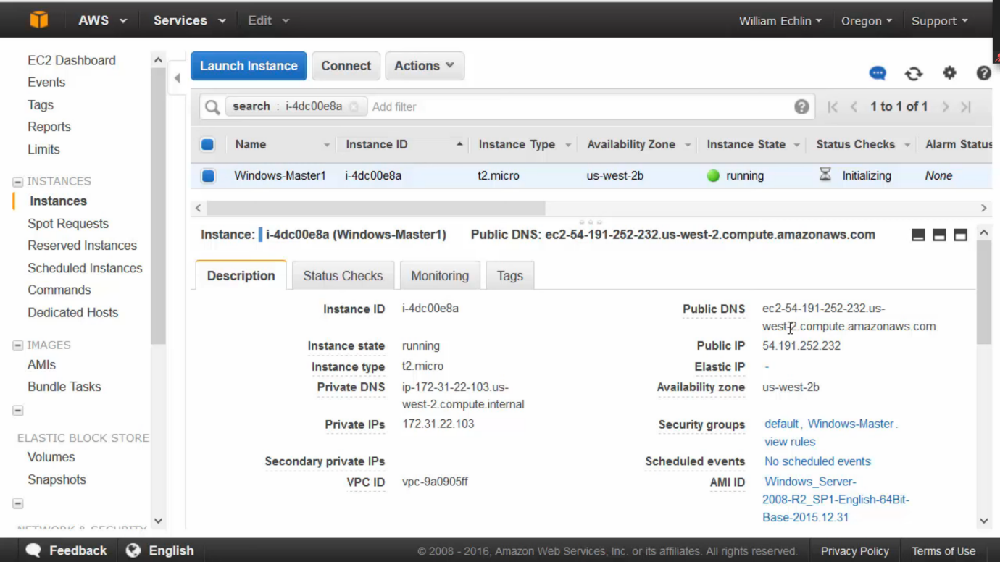 AWS Services Edit William Echlin Oregon Support
EC2 Dashboard
Events
Tags
Reports
Limits
INSTANCES
Instances
Spot Requests
Reserved Instances
Scheduled Instances
Commands
Dedicated Hosts
IMAGES
AMIs
Bundle Tasks
ELASTIC BLOCK STORE
Volumes
Snapshots
NETWORK & SECURITY
Launch Instance Connect Actions
search : i-4dc00e8a Add filter 1 to 1 of 1
Name Instance ID Instance Type Availability Zone Instance State Status Checks Alarm Status
Windows-Master1 i-4dc00e8a t2.micro us-west-2b running Initializing None
Instance: i-4dc00e8a (Windows-Master1) Public DNS: ec2-54-191-252-232.us-west-2.compute.amazonaws.com
Description Status Checks Monitoring Tags
Instance ID i-4dc00e8a
Instance state running
Instance type t2.micro
Private DNS ip-172-31-22-103.us-
west-2.compute.internal
Private IPs 172.31.22.103
Secondary private IPs
VPC ID vpc-9a0905ff
Public DNS ec2-54-191-252-232.us-
west-2.compute.amazonaws.com
Public IP 54.191.252.232
Elastic IP -
Availability zone us-west-2b
Security groups default, Windows-Master.
view rules
Scheduled events No scheduled events
AMI ID Windows_Server-
2008-R2_SP1-English-64Bit-
Base-2015.12.31
Feedback English © 2008 - 2016, Amazon Web Services, Inc. or its affiliates. All rights reserved. Privacy Policy Terms of Use